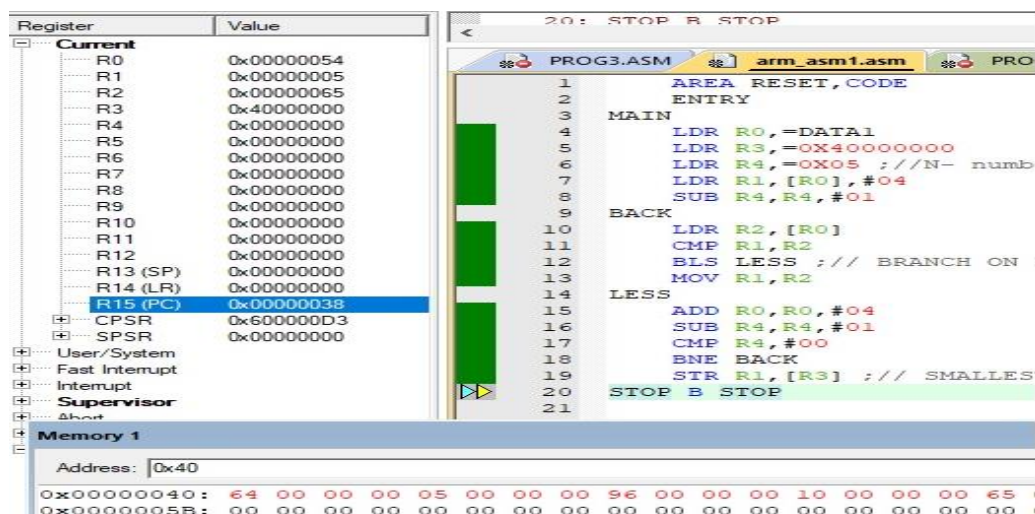 Register Value
Current
R0 0x00000054
R1 0x00000005
R2 0x00000065
R3 0x40000000
R4 0x00000000
R5 0x00000000
R6 0x00000000
R7 0x00000000
R8 0x00000000
R9 0x00000000
R10 0x00000000
R11 0x00000000
R12 0x00000000
R13 (SP) 0x00000000
R14 (LR) 0x00000000
R15 (PC) 0x00000038
CPSR 0x600000D3
SPSR 0x00000000
User/System
Fast Interrupt
Interrupt
Supervisor
Abort
20: STOP B STOP
PROG3.ASM arm_asm1.asm PRO
1 AREA RESET,CODE
2 ENTRY
3 MAIN
4 LDR R0,=DATA1
5 LDR R3,=0X40000000
6 LDR R4,=0X05 ;//N- numb
7 LDR R1,[R0],#04
8 SUB R4,R4,#01
9 BACK
10 LDR R2,[R0]
11 CMP R1,R2
12 BLS LESS ;// BRANCH ON
13 MOV R1,R2
14 LESS
15 ADD R0,R0,#04
16 SUB R4,R4,#01
17 CMP R4,#00
18 BNE BACK
19 STR R1,[R3] ;// SMALLES
20 STOP B STOP
21
Memory 1
Address: 0x40
0x00000040: 64 00 00 00 05 00 00 00 96 00 00 00 10 00 00 00 65
0x0000005B: 00 00 00 00 00 00 00 00 00 00 00 00 00 00 00 00 00